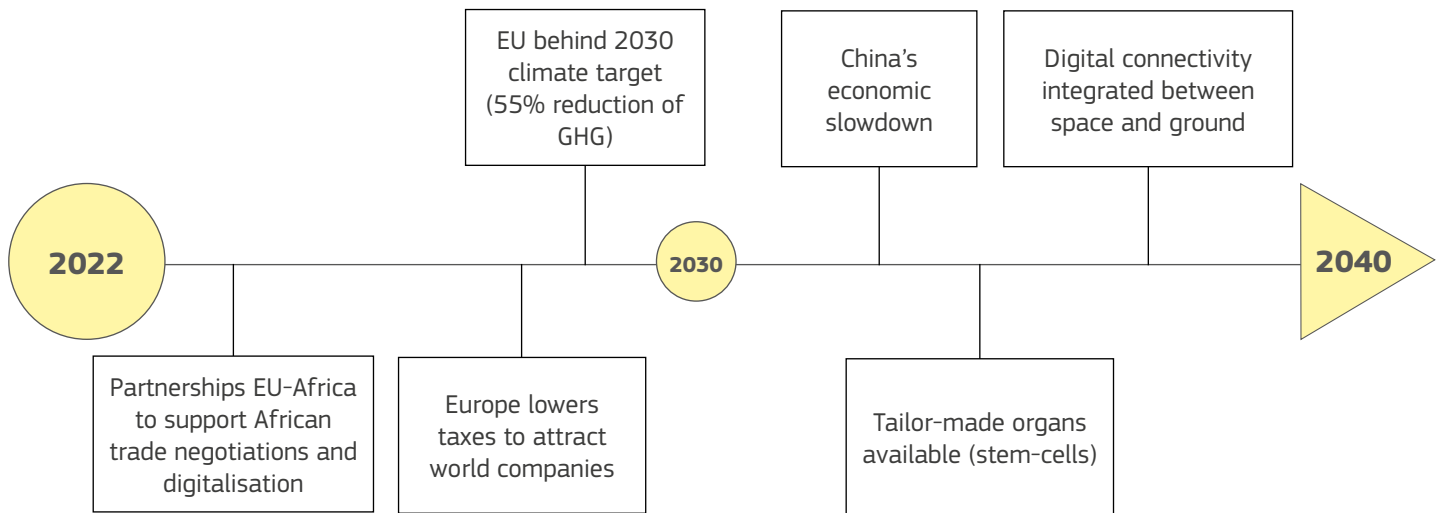 EU behind 2030
climate target
(55% reduction of
GHG)
China’s
economic
slowdown
Digital connectivity
integrated between
space and ground
2022
2030
2040
Partnerships EU-Africa
to support African
trade negotiations and
digitalisation
Europe lowers
taxes to attract
world companies
Tailor-made organs
available (stem-cells)